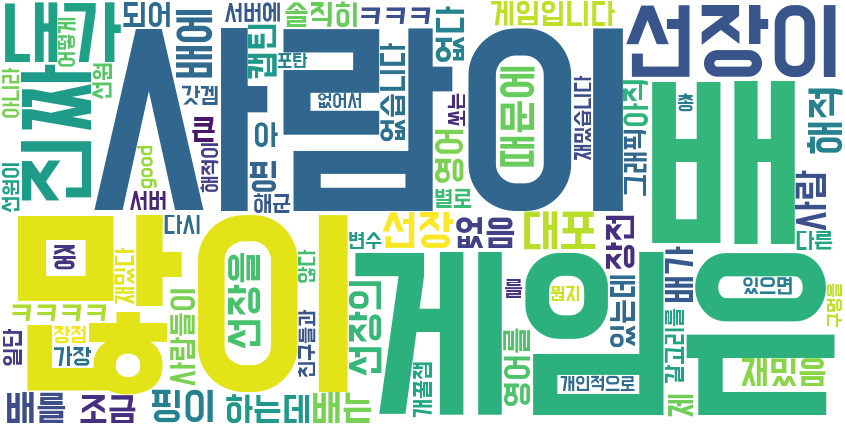 내가
어떻게
되어
서버에
솔직히
ㅋㅋㅋ
게임입니다
선장이
사람이
배에
캡틴
포탄
없습니다
없다
아니라
진짜
선원
갓겜
없어서
영어
쏘는
때문에
재밌습니다
그래픽
아직
총
배
해적
선원이
good
서버
해적이
큰
아
핑
해군
별로
사람
많이
중
재밌다
다시
선장을
변수
않다
선장
없음
대포
장전
다른
게임은
ㅋㅋㅋㅋ
일단
장점
가장
사람들이
친구들과
선장의
를
뭔지
있는데
배가
있으면
구멍을
갈고리를
영어를
개꿀잼
개인적으로
제
재밌음
배를
조금
핑이
하는데
배는